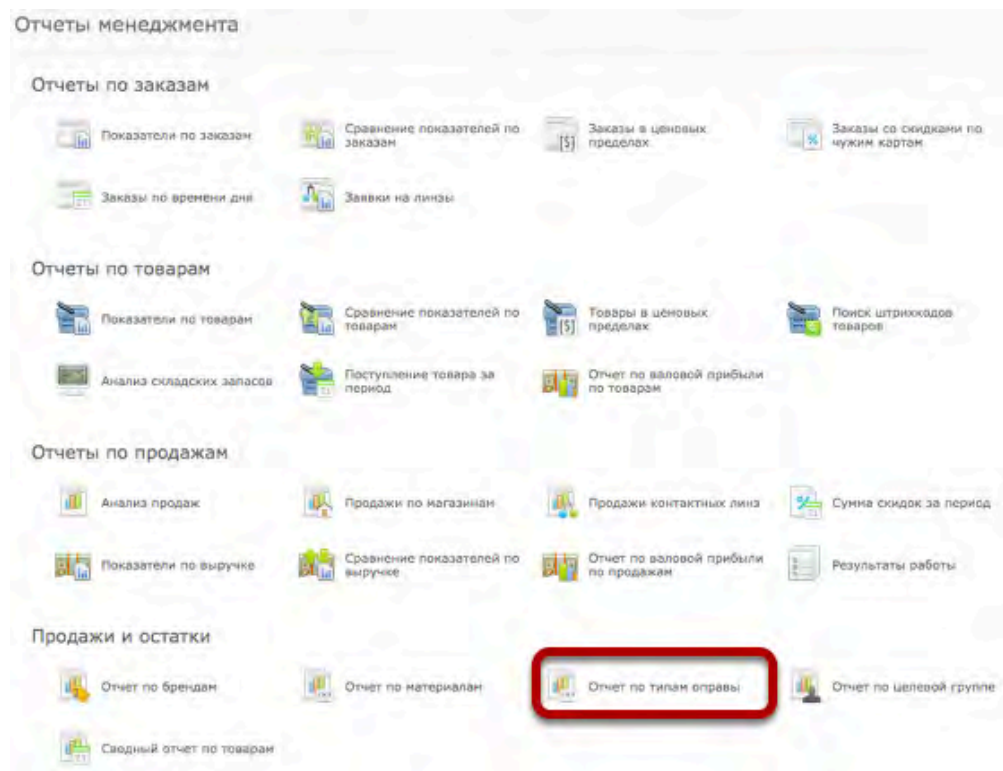 Отчеты менеджмента
Отчеты по заказам
Показатели по заказам
Сравнение показателей по
заказам
Заказы в ценовых
пределах
Заказы со скидками по
чужим картам
Заказы по времени дня
Заявки на линзы
Отчеты по товарам
Показатели по товарам
Сравнение показателей по
товарам
Товары в ценовых
пределах
Поиск штрихкодов
товаров
Анализ складских запасов
Поступление товара за
период
Отчет по валовой прибыли
по товарам
Отчеты по продажам
Анализ продаж
Продажи по магазинам
Продажи контактных линз
Сумма скидок за период
Показатели по выручке
Сравнение показателей по
выручке
Отчет по валовой прибыли
по продажам
Результаты работы
Продажи и остатки
Отчет по брендам
Отчет по материалам
Отчет по типам оправы
Отчет по целевой группе
Сводный отчет по товарам